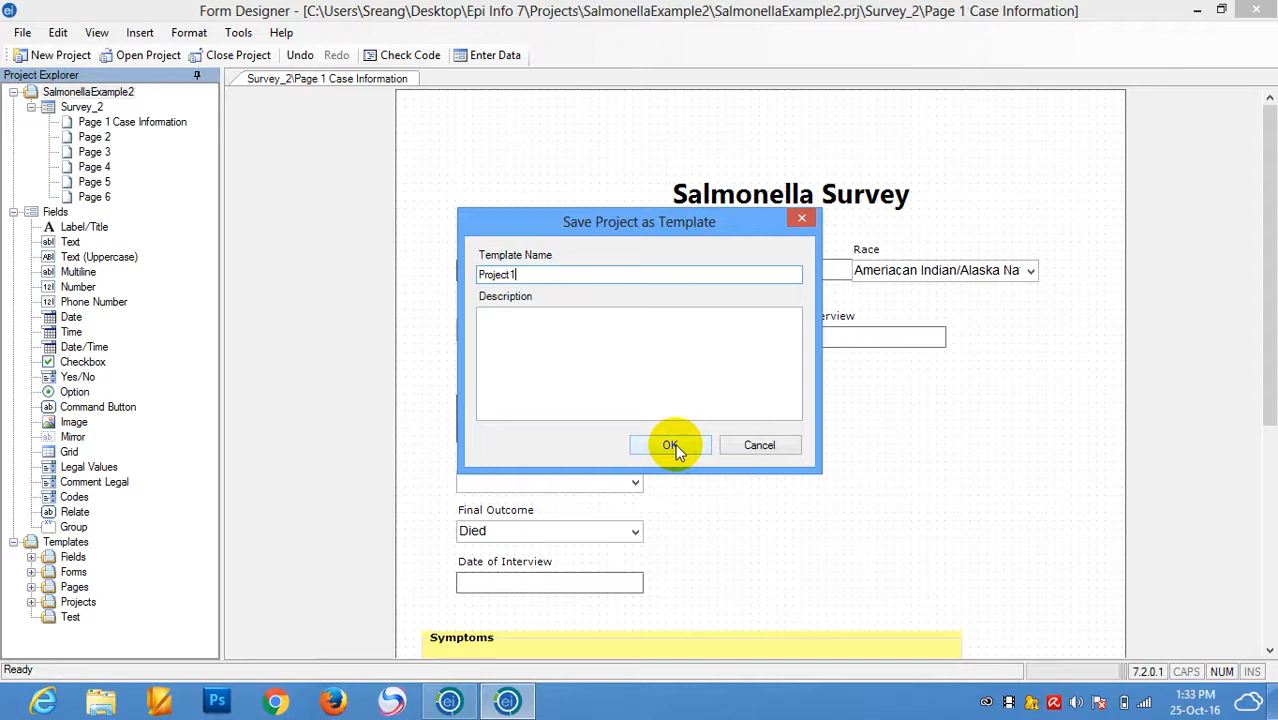 Form Designer - [C:\Users\Sreang\Desktop\Epi Info 7\Projects\SalmonellaExample2\SalmonellaExample2.prj\Survey_2\Page 1 Case Information]
File Edit View Insert Format Tools Help
New Project Open Project Close Project Undo Redo Check Code Enter Data
Project Explorer
Survey_2\Page 1 Case Information
SalmonellaExample2
Survey_2
Page 1 Case Information
Page 2
Page 3
Page 4
Page 5
Page 6
Fields
Label/Title
Text
Text (Uppercase)
Multiline
Number
Phone Number
Date
Time
Date/Time
Checkbox
Yes/No
Option
Command Button
Image
Mirror
Grid
Legal Values
Comment Legal
Codes
Relate
Group
Templates
Fields
Forms
Pages
Projects
Test
Salmonella Survey
Save Project as Template
Template Name
Project1
Description
OK
Cancel
Race
Ameriacan Indian/Alaska Na
erview
Final Outcome
Died
Date of Interview
Symptoms
Ready
7.2.0.1 CAPS NUM INS
1:33 PM
25-Oct-16